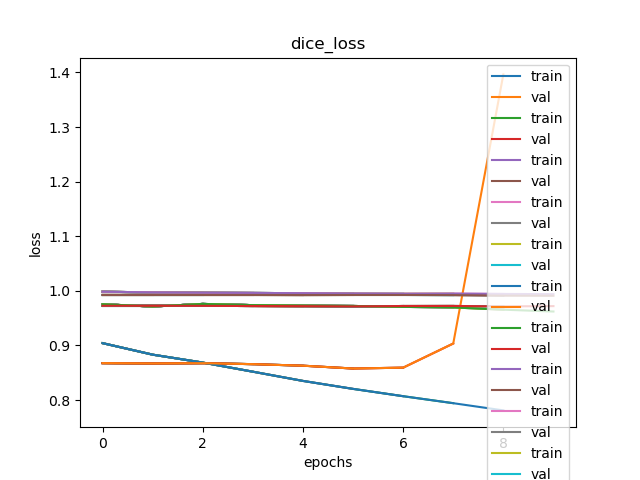 dice_loss
1.4
1.3
1.2
1.1
1.0
0.9
0.8
loss
0
2
4
6
8
epochs
train
val
train
val
train
val
train
val
train
val
train
val
train
val
train
val
train
val
train
val